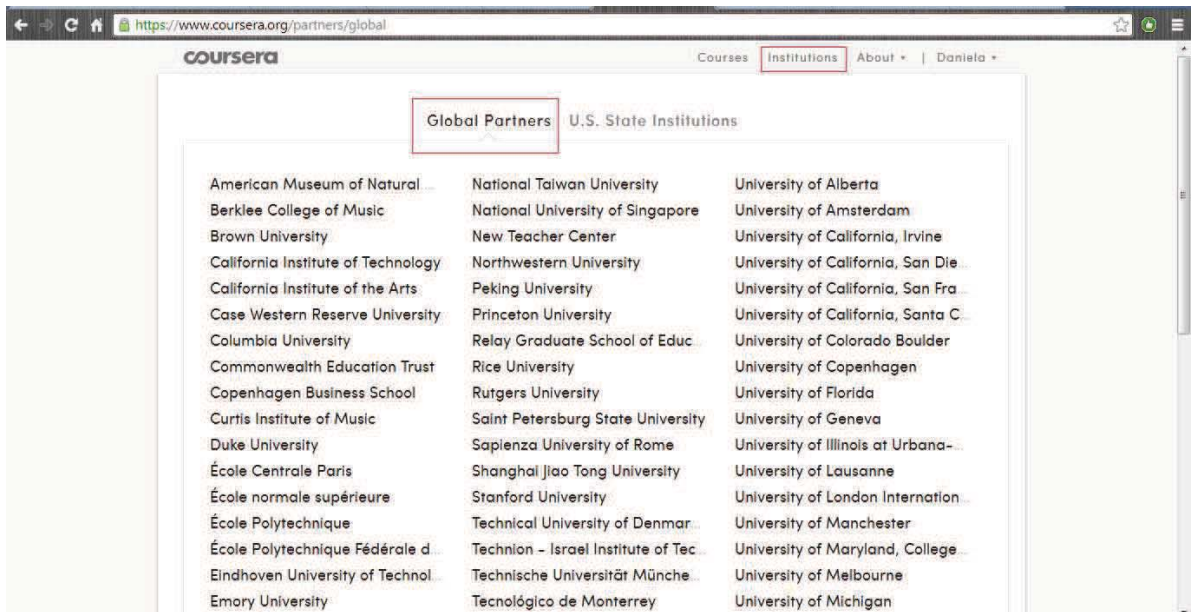 https://www.coursera.org/partners/global
coursera
Courses Institutions About | Daniela
Global Partners U.S. State Institutions
American Museum of Natural ...
Berklee College of Music
Brown University
California Institute of Technology
California Institute of the Arts
Case Western Reserve University
Columbia University
Commonwealth Education Trust
Copenhagen Business School
Curtis Institute of Music
Duke University
École Centrale Paris
École normale supérieure
École Polytechnique
École Polytechnique Fédérale d...
Eindhoven University of Technol...
Emory University
National Taiwan University
National University of Singapore
New Teacher Center
Northwestern University
Peking University
Princeton University
Relay Graduate School of Educ...
Rice University
Rutgers University
Saint Petersburg State University
Sapienza University of Rome
Shanghai Jiao Tong University
Stanford University
Technical University of Denmar...
Technion - Israel Institute of Tec...
Technische Universität Münche...
Tecnológico de Monterrey
University of Alberta
University of Amsterdam
University of California, Irvine
University of California, San Die...
University of California, San Fra...
University of California, Santa C...
University of Colorado Boulder
University of Copenhagen
University of Florida
University of Geneva
University of Illinois at Urbana-...
University of Lausanne
University of London Internation...
University of Manchester
University of Maryland, College...
University of Melbourne
University of Michigan